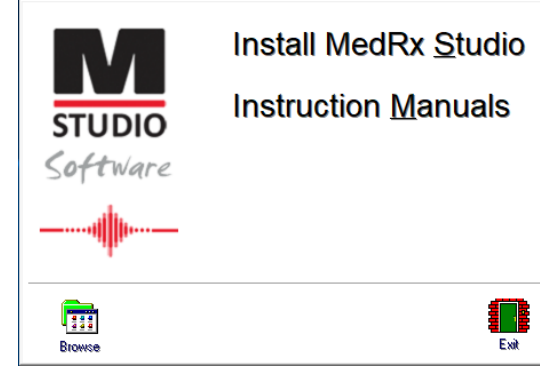 M
STUDIO
Software
Install MedRx Studio
Instruction Manuals
Browse
Exit